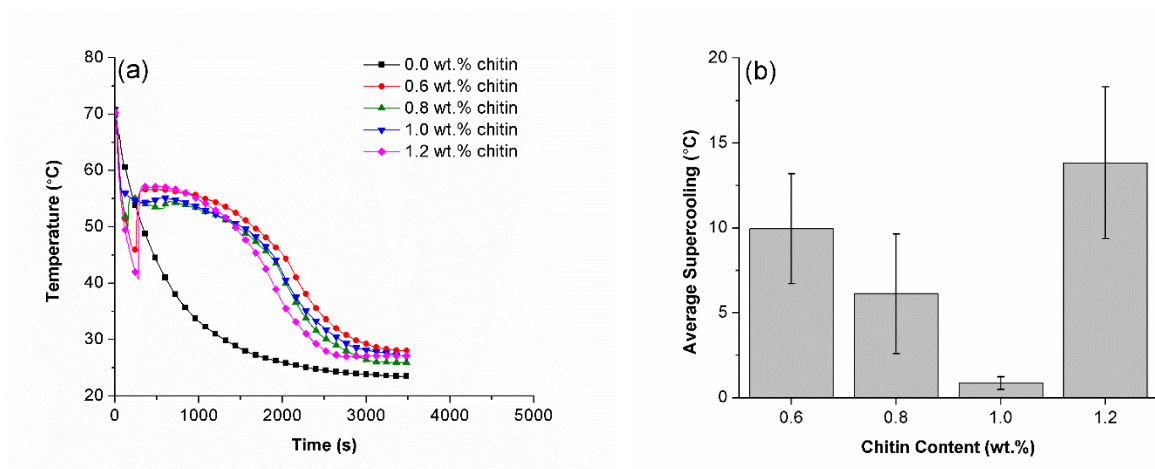 (a)
0.0 wt.% chitin
0.6 wt.% chitin
0.8 wt.% chitin
1.0 wt.% chitin
1.2 wt.% chitin
Temperature (°C)
80
70
60
50
40
30
20
0 1000 2000 3000 4000 5000
Time (s)
(b)
Average Supercooling (°C)
20
15
10
5
0
0.6 0.8 1.0 1.2
Chitin Content (wt.%)